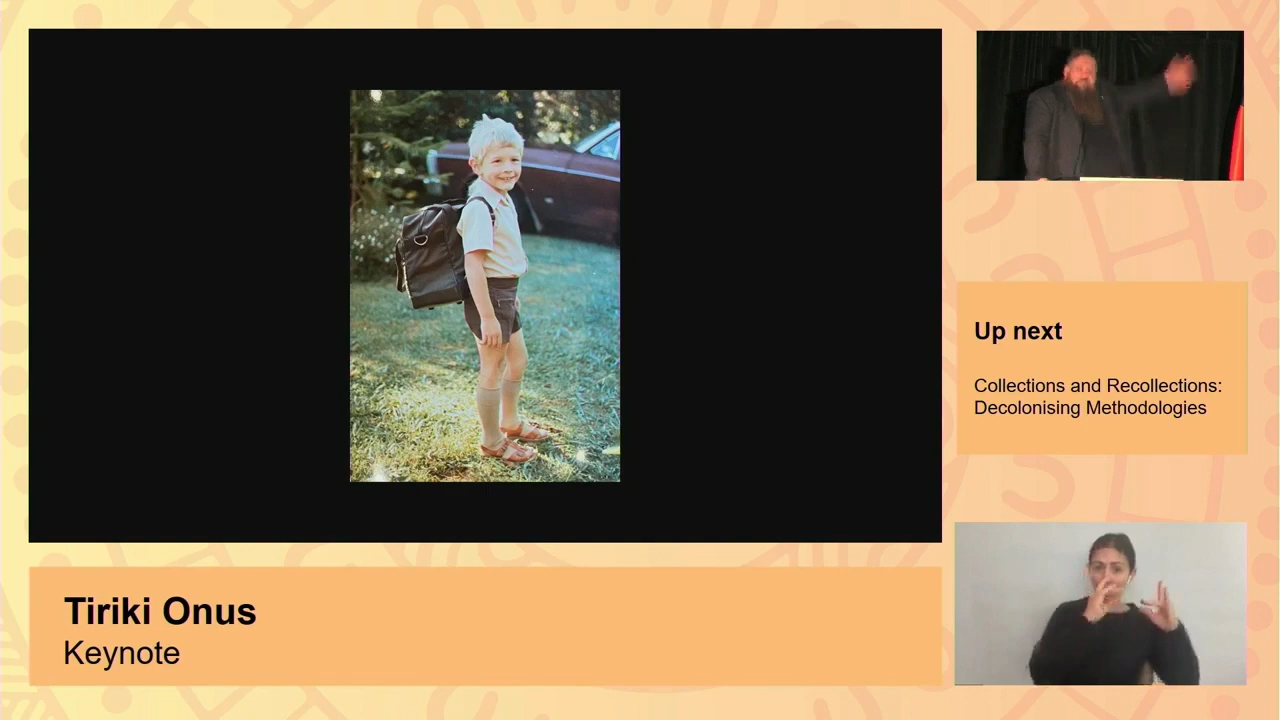 Tiriki Onus
Keynote
Up next
Collections and Recollections:
Decolonising Methodologies